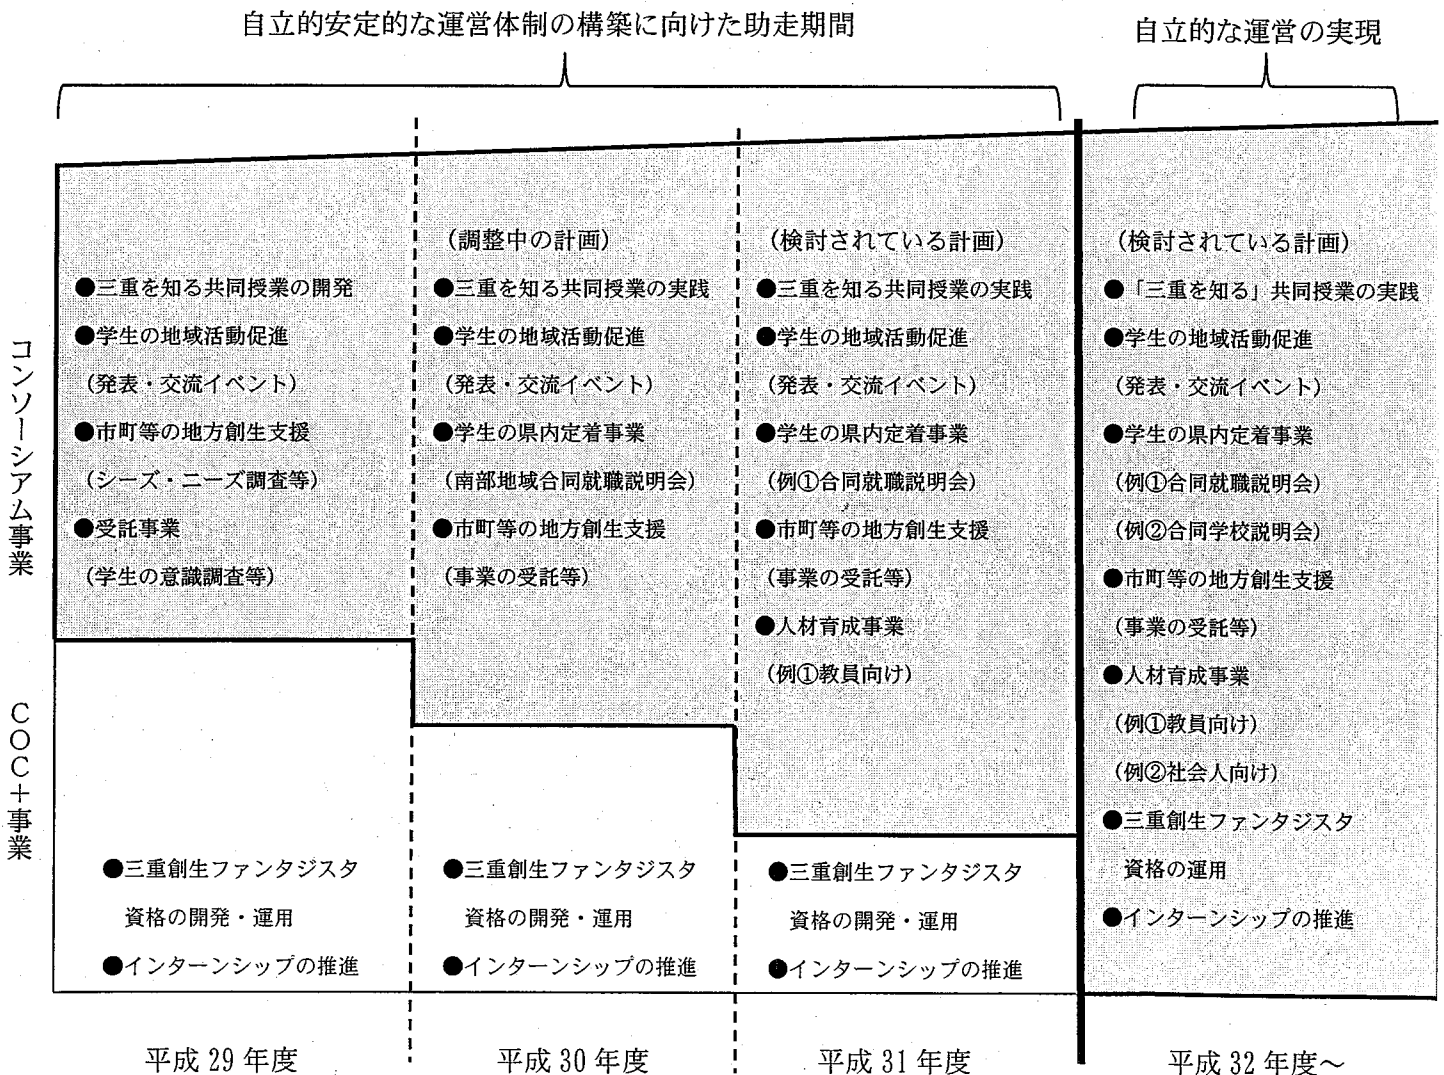 自立的安定的な運営体制の構築に向けた助走期間
自立的な運営の実現
コンソーシアム事業
●三重を知る共同授業の開発
●学生の地域活動促進
(発表・交流イベント)
●市町等の地方創生支援
(シーズ・ニーズ調査等)
●受託事業
(学生の意識調査等)
(調整中の計画)
●三重を知る共同授業の実践
●学生の地域活動促進
(発表・交流イベント)
●学生の県内定着事業
(南部地域合同就職説明会)
●市町等の地方創生支援
(事業の受託等)
(検討されている計画)
●三重を知る共同授業の実践
●学生の地域活動促進
(発表・交流イベント)
●学生の県内定着事業
(例①合同就職説明会)
●市町等の地方創生支援
(事業の受託等)
●人材育成事業
(例①教員向け)
(検討されている計画)
●「三重を知る」共同授業の実践
●学生の地域活動促進
(発表・交流イベント)
●学生の県内定着事業
(例①合同就職説明会)
(例②合同学校説明会)
●市町等の地方創生支援
(事業の受託等)
●人材育成事業
(例①教員向け)
(例②社会人向け)
●三重創生ファンタジスタ
資格の運用
●インターンシップの推進
COC+事業
●三重創生ファンタジスタ
資格の開発・運用
●インターンシップの推進
●三重創生ファンタジスタ
資格の開発・運用
●インターンシップの推進
●三重創生ファンタジスタ
資格の開発・運用
●インターンシップの推進
平成 29 年度
平成 30 年度
平成 31 年度
平成 32 年度～